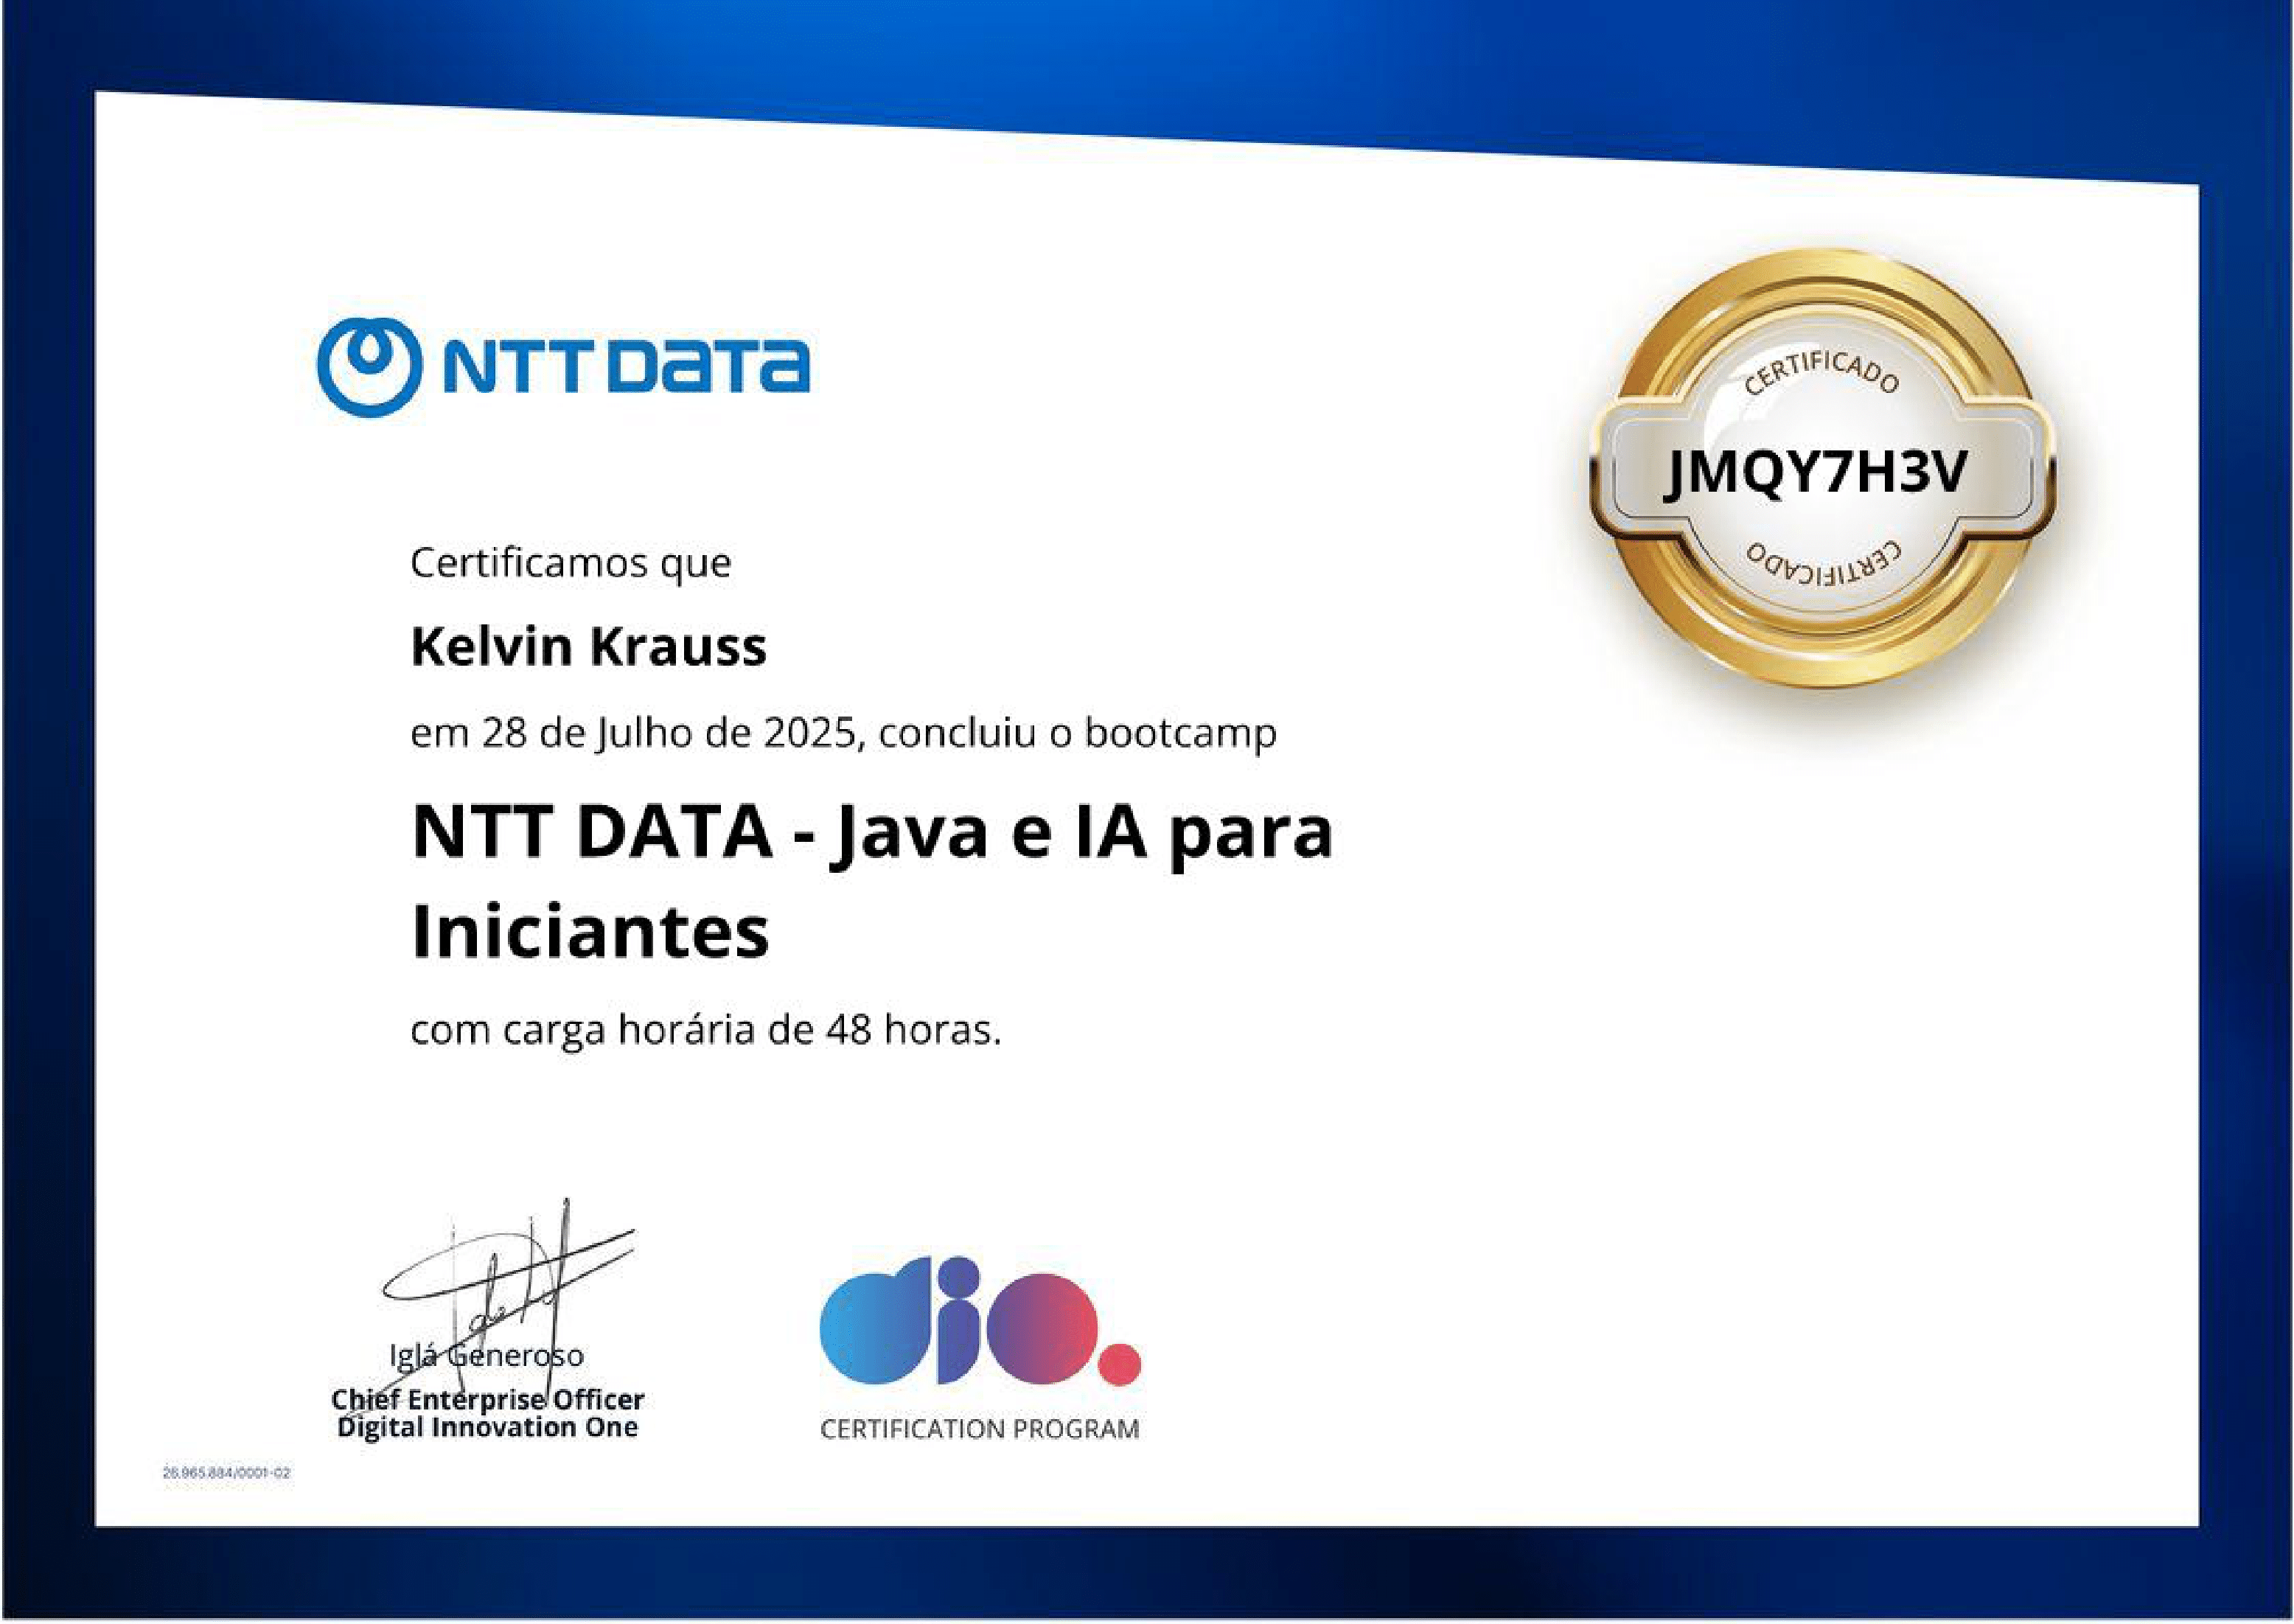 NTT DATA
CERTIFICADO
JMQY7H3V
CERTIFICADO
Certificamos que
Kelvin Krauss
em 28 de Julho de 2025, concluiu o bootcamp
NTT DATA - Java e IA para
Iniciantes
com carga horária de 48 horas.
Iglá Generoso
Chief Enterprise Officer
Digital Innovation One
dio.
CERTIFICATION PROGRAM
26.965.884/0001-02